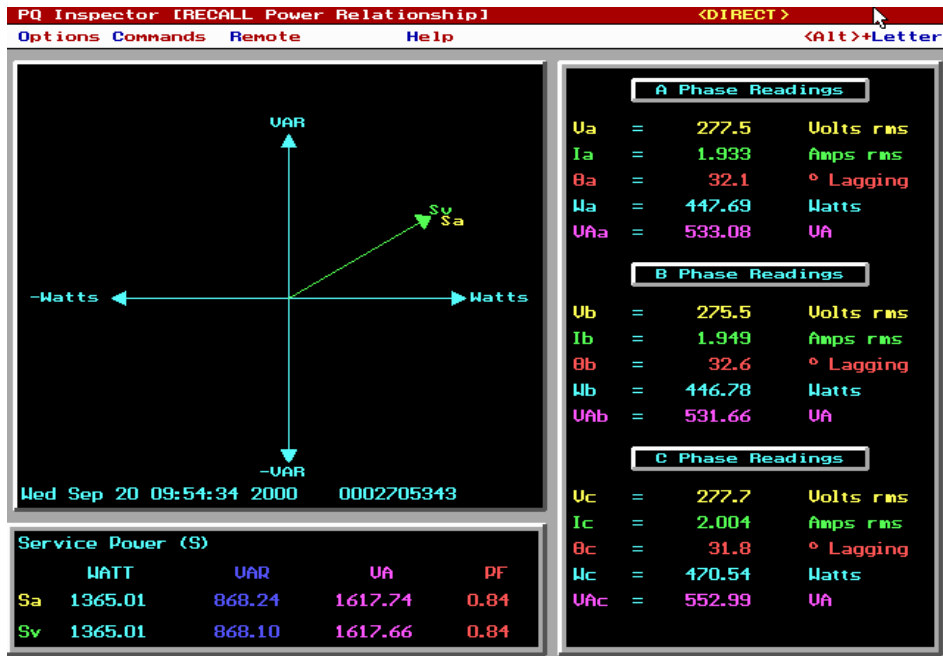 PQ Inspector [RECALL Power Relationship] <DIRECT>
Options Commands Remote Help <Alt>+Letter
VAR
Sv
Sa
-Watts
Watts
-VAR
Wed Sep 20 09:54:34 2000 0002705343
Service Power (S)
WATT VAR VA PF
Sa 1365.01 868.24 1617.74 0.84
Sv 1365.01 868.10 1617.66 0.84
A Phase Readings
Va = 277.5 Volts rms
Ia = 1.933 Amps rms
θa = 32.1 º Lagging
Wa = 447.69 Watts
VAa = 533.08 VA
B Phase Readings
Vb = 275.5 Volts rms
Ib = 1.949 Amps rms
θb = 32.6 º Lagging
Wb = 446.78 Watts
VAb = 531.66 VA
C Phase Readings
Vc = 277.7 Volts rms
Ic = 2.004 Amps rms
θc = 31.8 º Lagging
Wc = 470.54 Watts
VAc = 552.99 VA